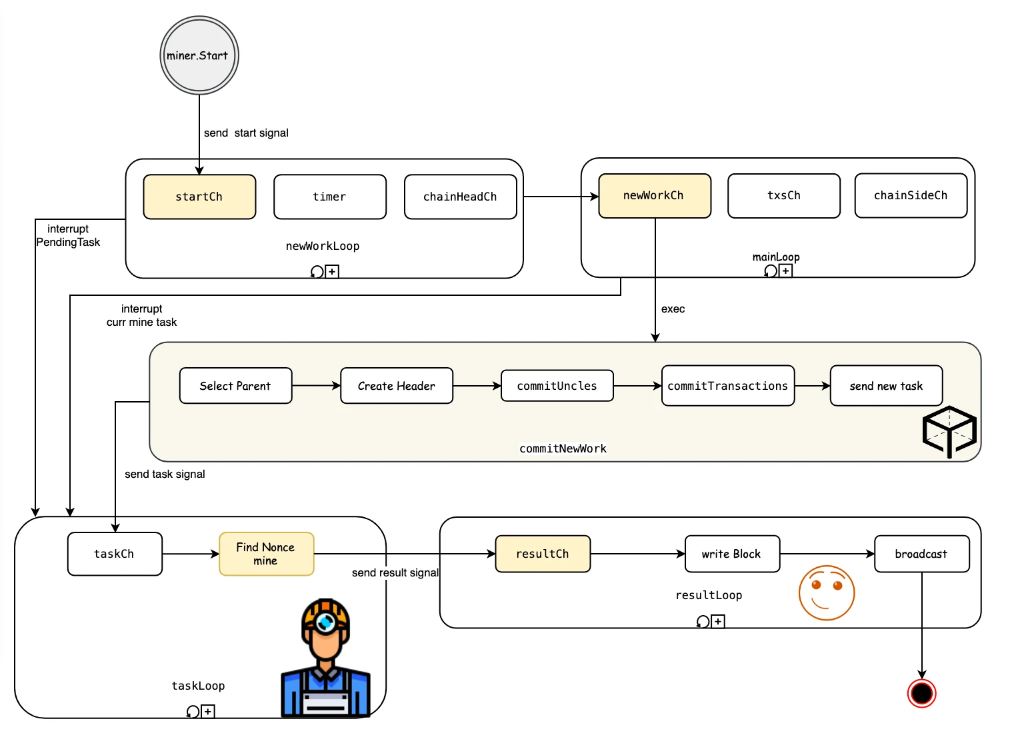 miner.Start
send start signal
startCh
timer
chainHeadCh
newWorkLoop
newWorkCh
txsCh
chainSideCh
mainLoop
interrupt
PendingTask
interrupt
curr mine task
exec
Select Parent
Create Header
commitUncles
commitTransactions
send new task
commitNewWork
send task signal
taskCh
Find Nonce
mine
send result signal
taskLoop
resultCh
write Block
broadcast
resultLoop